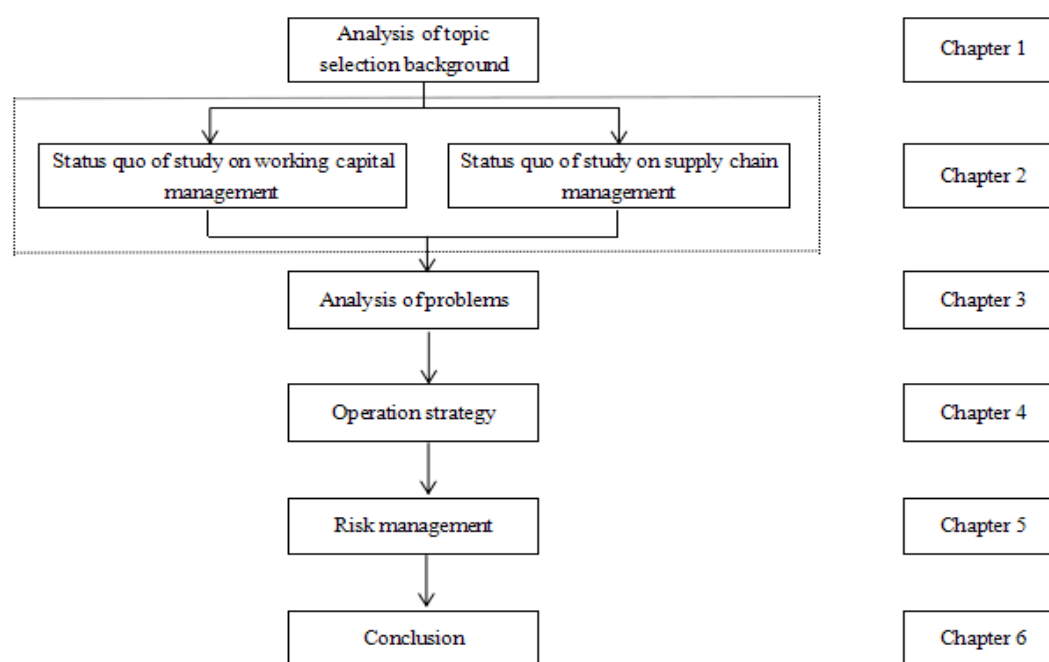 Analysis of topic
selection background
Chapter 1
Status quo of study on working capital
management
Status quo of study on supply chain
management
Chapter 2
Analysis of problems
Chapter 3
Operation strategy
Chapter 4
Risk management
Chapter 5
Conclusion
Chapter 6